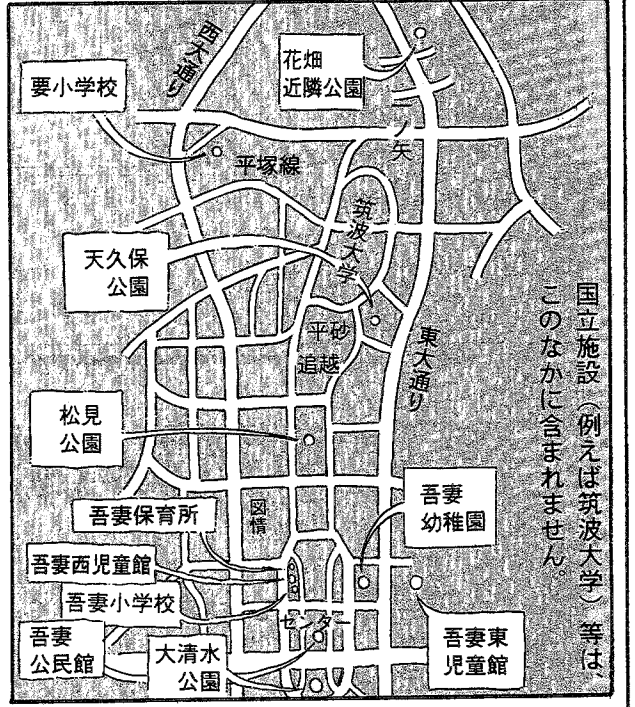 西大通り
花畑
近隣公園
要小学校
一ノ矢
平塚線
筑波大学
天久保
公園
平砂
追越
東大通り
松見
公園
吾妻
幼稚園
図情
吾妻保育所
吾妻西児童館
吾妻小学校
センター
吾妻
公民館
大清水
公園
吾妻東
児童館
国立施設(例えば筑波大学)等は、
このなかに含まれません。